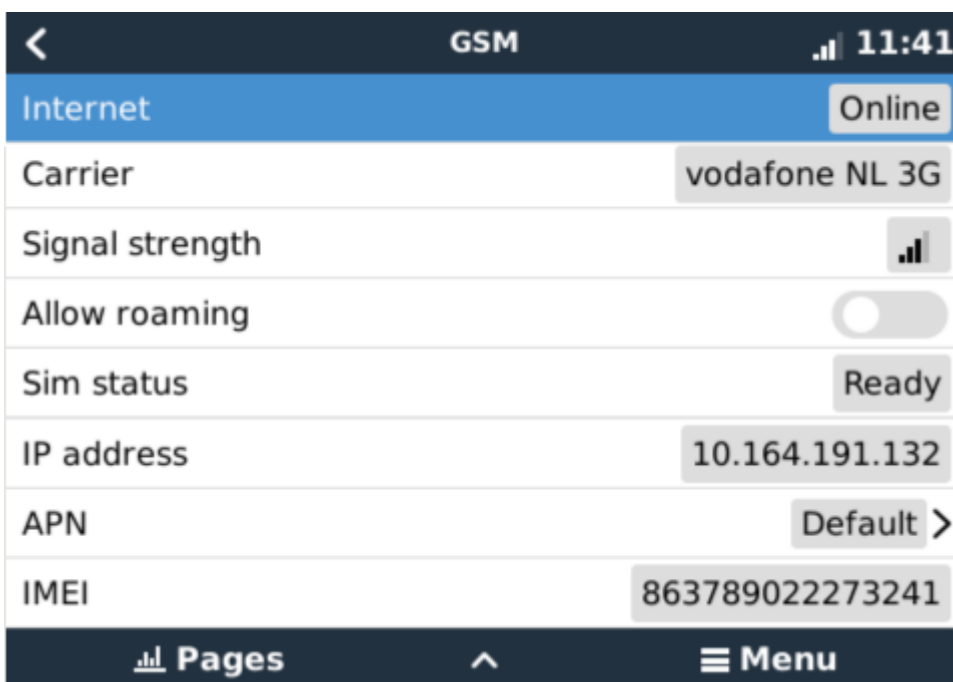 GSM 11:41
Internet Online
Carrier vodafone NL 3G
Signal strength
Allow roaming
Sim status Ready
IP address 10.164.191.132
APN Default
IMEI 863789022273241
Pages Menu